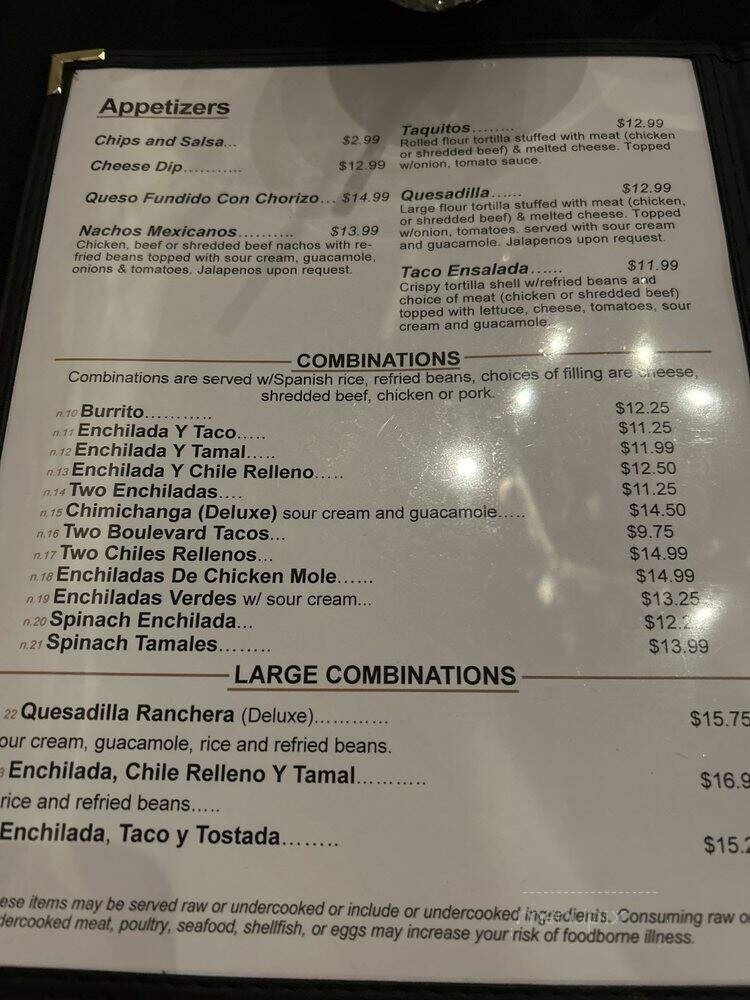 Appetizers
Chips and Salsa... $2.99
Cheese Dip........... $12.99
Queso Fundido Con Chorizo... $14.99
Nachos Mexicanos.......... $13.99
Chicken, beef or shredded beef nachos with re-
fried beans topped with sour cream, guacamole,
onions & tomatoes. Jalapenos upon request.
Taquitos........ $12.99
Rolled flour tortilla stuffed with meat (chicken
or shredded beef) & melted cheese. Topped
w/onion, tomato sauce.
Quesadilla...... $12.99
Large flour tortilla stuffed with meat (chicken,
or shredded beef) & melted cheese. Topped
w/onion, tomatoes. served with sour cream
and guacamole. Jalapenos upon request.
Taco Ensalada...... $11.99
Crispy tortilla shell w/refried beans and
choice of meat (chicken or shredded beef)
topped with lettuce, cheese, tomatoes, sour
cream and guacamole.
COMBINATIONS
Combinations are served w/Spanish rice, refried beans, choices of filling are cheese,
shredded beef, chicken or pork.
n.10 Burrito........... $12.25
n.11 Enchilada Y Taco..... $11.25
n.12 Enchilada Y Tamal..... $11.99
n.13 Enchilada Y Chile Relleno..... $12.50
n.14 Two Enchiladas.... $11.25
n.15 Chimichanga (Deluxe) sour cream and guacamole..... $14.50
n.16 Two Boulevard Tacos... $9.75
n.17 Two Chiles Rellenos... $14.99
n.18 Enchiladas De Chicken Mole...... $14.99
n.19 Enchiladas Verdes w/ sour cream... $13.25
n.20 Spinach Enchilada... $12.2
n.21 Spinach Tamales........ $13.99
LARGE COMBINATIONS
22 Quesadilla Ranchera (Deluxe)............ $15.75
our cream, guacamole, rice and refried beans.
3 Enchilada, Chile Relleno Y Tamal........... $16.9
rice and refried beans.....
Enchilada, Taco y Tostada........ $15.2
ese items may be served raw or undercooked or include or undercooked ingredients. Consuming raw o
dercooked meat, poultry, seafood, shellfish, or eggs may increase your risk of foodborne illness.